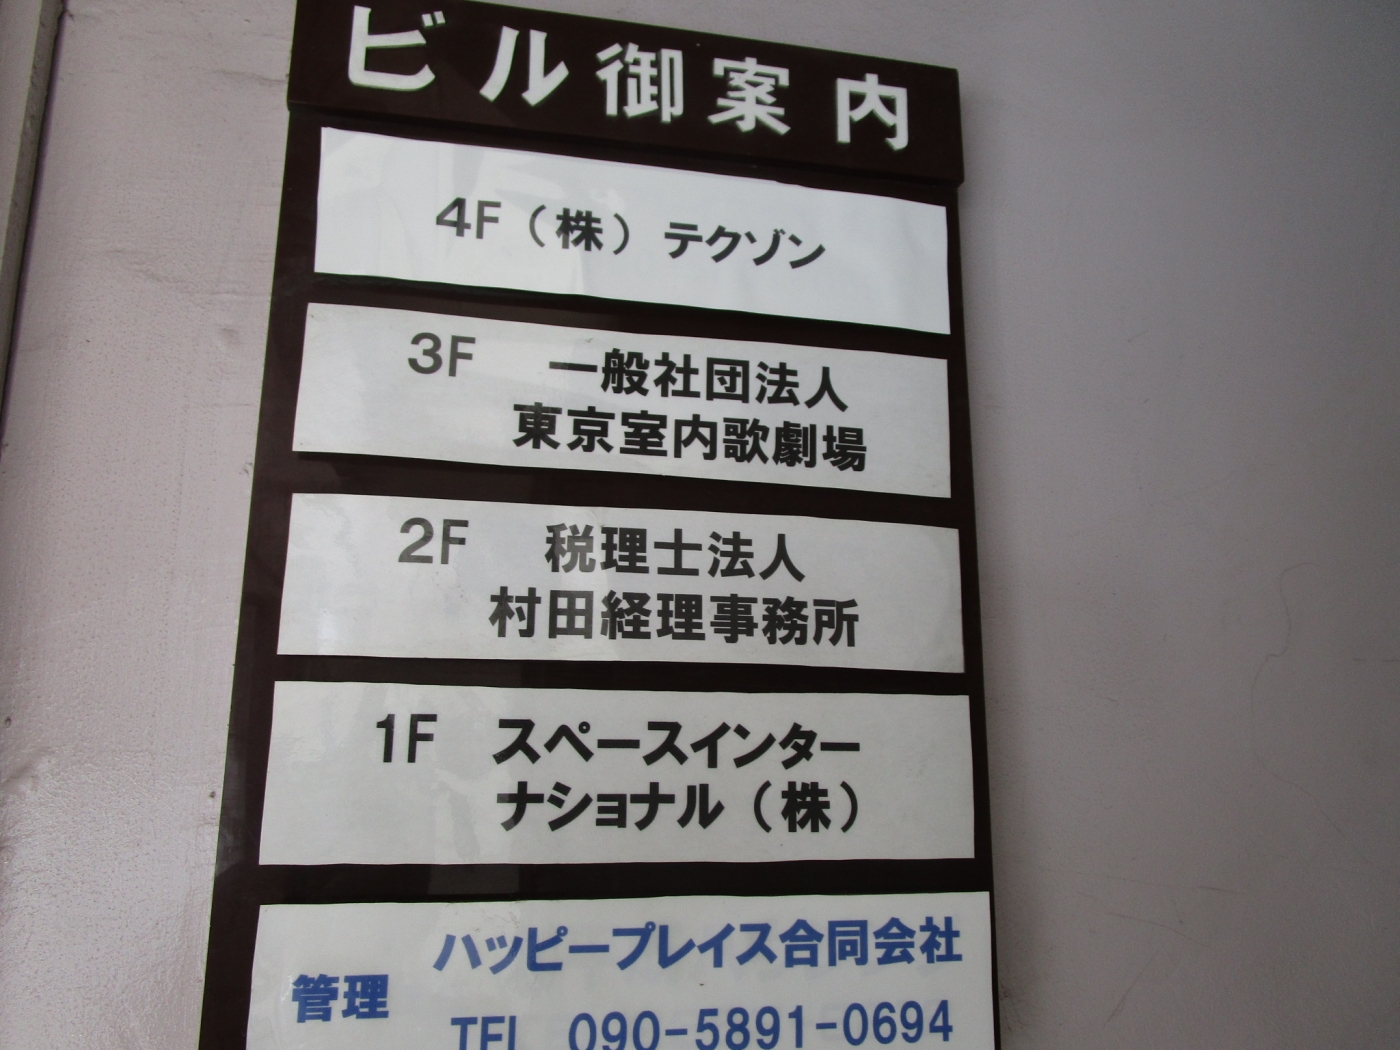 ビル御案内
4F（株）テクゾン
3F 一般社団法人
東京室内歌劇場
2F 税理士法人
村田経理事務所
1F スペースインター
ナショナル（株）
ハッピープレイス合同会社
管理
TEL 090-5891-0694